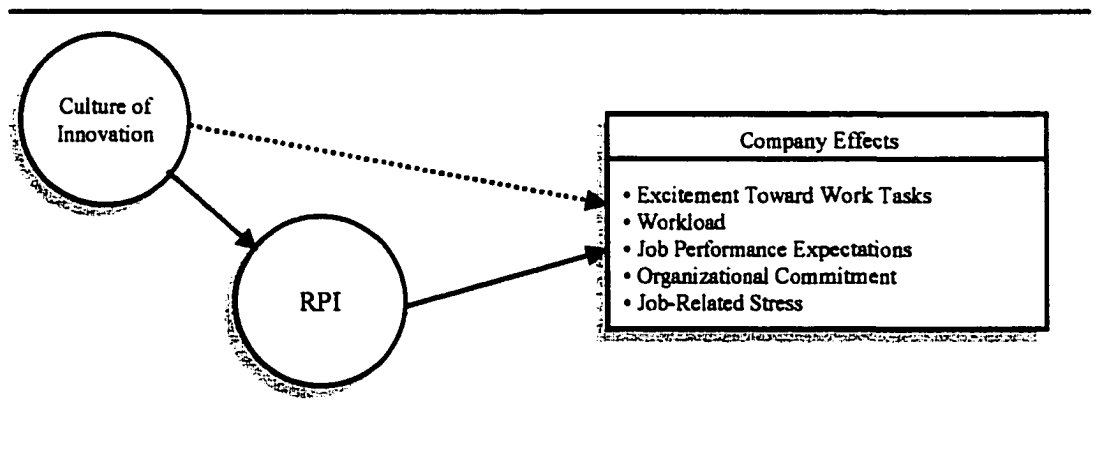 Culture of
Innovation
RPI
Company Effects
• Excitement Toward Work Tasks
• Workload
• Job Performance Expectations
• Organizational Commitment
• Job-Related Stress